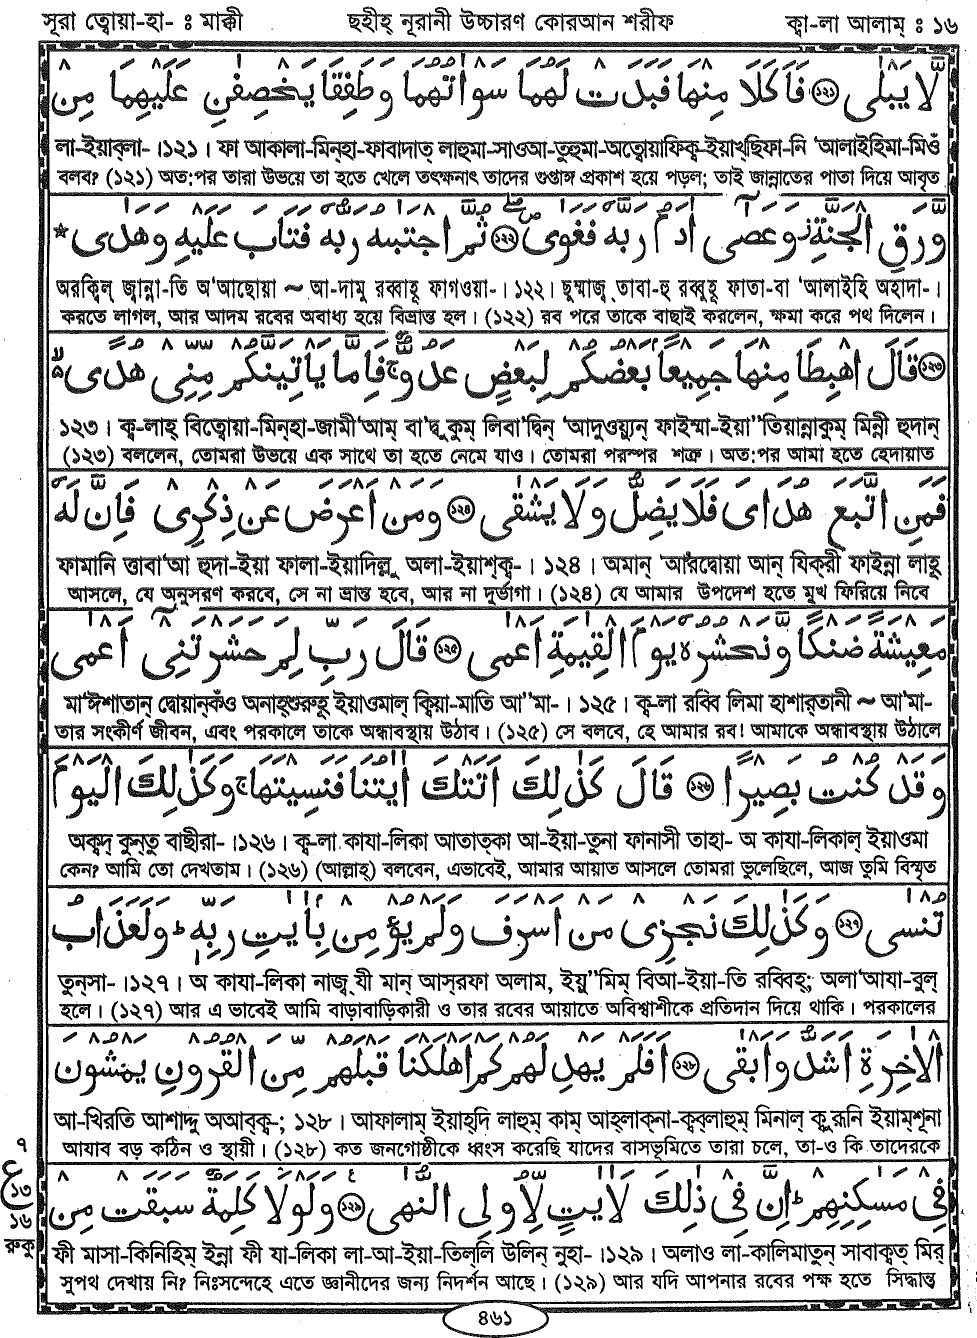 সূরা ত্বোয়া-হা- : মাক্কী ছহীহ্ নূরানী উচ্চারণ কোরআন শরীফ ক্বা-লা আলাম্ : ১৬
لَّا يَبْلٰى ﴿١٢٠﴾ فَاَكَلَا مِنْهَا فَبَدَتْ لَهُمَا سَوْاٰتُهُمَا وَطَفِقَا يَخْصِفٰنِ عَلَيْهِمَا مِنْ
লা-ইয়াব্লা- ।১২১। ফা আকালা-মিন্হা-ফাবাদাত্ লাহুমা-সাওআ-তুহুমা-অত্বোয়াফিক্ব-ইয়াখ্ছিফা-নি 'আলাইহিমা-মিওঁ
বলব? (১২১) অত:পর তারা উভয়ে তা হতে খেলে তৎক্ষনাৎ তাদের গুপ্তাঙ্গ প্রকাশ হয়ে পড়ল; তাই জান্নাতের পাতা দিয়ে আবৃত
وَّرَقِ الْجَنَّةِ وَعَصٰى اٰدَمُ رَبَّهٗ فَغَوٰى ﴿١٢٢﴾ ثُمَّ اجْتَبٰىهُ رَبُّهٗ فَتَابَ عَلَيْهِ وَهَدٰى
অরক্বিল্ জ্বান্না-তি অ'আছোয়া ~ আ-দামু রব্বাহূ ফাগওয়া- । ১২২। ছুম্মাজ্ব্ তাবা-হু রব্বুহূ ফাতা-বা 'আলাইহি অহাদা- ।
করতে লাগল, আর আদম রবের অবাধ্য হয়ে বিভ্রান্ত হল। (১২২) রব পরে তাকে বাছাই করলেন, ক্ষমা করে পথ দিলেন।
﴿١٢٣﴾ قَالَ اهْبِطَا مِنْهَا جَمِيْعًا بَعْضُكُمْ لِبَعْضٍ عَدُوٌّ فَاِمَّا يَاْتِيَنَّكُمْ مِّنِّىْ هُدًى
১২৩। ক্ব-লাহ্ বিত্বোয়া-মিন্হা-জামী'আম্ বা'দ্বুকুম্ লিবা'দ্বিন্ 'আদুওয়্যুন্ ফাইম্মা-ইয়া''তিয়ান্নাকুম্ মিন্নী হুদান্
(১২৩) বললেন, তোমরা উভয়ে এক সাথে তা হতে নেমে যাও। তোমরা পরস্পর শত্রু। অত:পর আমা হতে হেদায়াত
فَمَنِ اتَّبَعَ هُدَاىَ فَلَا يَضِلُّ وَلَا يَشْقٰى ﴿١٢٤﴾ وَمَنْ اَعْرَضَ عَنْ ذِكْرِىْ فَاِنَّ لَهٗ
ফামানি ত্তাবা'আ হুদা-ইয়া ফালা-ইয়াদিল্লু অলা-ইয়াশ্ক্ব- । ১২৪। অমান্ আ'রদ্বোয়া আন্ যিক্রী ফাইন্না লাহূ
আসলে, যে অনুসরণ করবে, সে না ভ্রান্ত হবে, আর না দুর্ভাগা। (১২৪) যে আমার উপদেশ হতে মুখ ফিরিয়ে নিবে
مَعِيْشَةً ضَنْكًا وَّنَحْشُرُهٗ يَوْمَ الْقِيٰمَةِ اَعْمٰى ﴿١٢٥﴾ قَالَ رَبِّ لِمَ حَشَرْتَنِىْ اَعْمٰى
মা'ঈশাতান্ দ্বোয়ান্কঁও অনাহ্শুরুহূ ইয়াওমাল্ ক্বিয়া-মাতি আ''মা- । ১২৫। ক্ব-লা রব্বি লিমা হাশার্তানী ~ আ'মা-
তার সংকীর্ণ জীবন, এবং পরকালে তাকে অন্ধাবস্থায় উঠাব। (১২৫) সে বলবে, হে আমার রব! আমাকে অন্ধাবস্থায় উঠালে
وَقَدْ كُنْتُ بَصِيْرًا ﴿١٢٦﴾ قَالَ كَذٰلِكَ اَتَتْكَ اٰيٰتُنَا فَنَسِيْتَهَا وَكَذٰلِكَ الْيَوْمَ
অক্বদ্ কুন্তু বাছীরা- ।১২৬। ক্ব-লা কাযা-লিকা আতাত্কা আ-ইয়া-তুনা ফানাসী তাহা- অ কাযা-লিকাল্ ইয়াওমা
কেন? আমি তো দেখতাম। (১২৬) (আল্লাহ্) বলবেন, এভাবেই, আমার আয়াত আসলে তোমরা ভুলেছিলে, আজ তুমি বিস্মৃত
تُنْسٰى ﴿١٢٧﴾ وَكَذٰلِكَ نَجْزِىْ مَنْ اَسْرَفَ وَلَمْ يُؤْمِنْۢ بِاٰيٰتِ رَبِّهٖ ؕ وَلَعَذَابُ
তুন্সা- ।১২৭। অ কাযা-লিকা নাজ্ব্ যী মান্ আস্রফা অলাম, ইয়ু''মিম্ বিআ-ইয়া-তি রব্বিহ্; অলা'আযা-বুল্
হলে। (১২৭) আর এ ভাবেই আমি বাড়াবাড়িকারী ও তার রবের আয়াতে অবিশ্বাশীকে প্রতিদান দিয়ে থাকি। পরকালের
الْاٰخِرَةِ اَشَدُّ وَاَبْقٰى ﴿١٢٨﴾ اَفَلَمْ يَهْدِ لَهُمْ كَمْ اَهْلَكْنَا قَبْلَهُمْ مِّنَ الْقُرُوْنِ يَمْشُوْنَ
আ-খিরতি আশাদ্দু অআব্ক্ব-; ১২৮। আফালাম্ ইয়াহ্দি লাহুম্ কাম্ আহ্লাক্না-ক্বব্লাহুম্ মিনাল্ ক্বুরূনি ইয়াম্শূনা
আযাব বড় কঠিন ও স্থায়ী। (১২৮) কত জনগোষ্ঠীকে ধ্বংস করেছি যাদের বাসভূমিতে তারা চলে, তা-ও কি তাদেরকে
فِىْ مَسٰكِنِهِمْ ؕ اِنَّ فِىْ ذٰلِكَ لَاٰيٰتٍ لِّاُولِى النُّهٰى ﴿١٢٩﴾ وَلَوْلَا كَلِمَةٌ سَبَقَتْ مِنْ
ফী মাসা-কিনিহিম্ ইন্না ফী যা-লিকা লা-আ-ইয়া-তিল্লি উলিন্ নুহা- ।১২৯। অলাও লা-কালিমাতুন্ সাবাক্বত্ মির্
সুপথ দেখায় নি? নিঃসন্দেহে এতে জ্ঞানীদের জন্য নিদর্শন আছে। (১২৯) আর যদি আপনার রবের পক্ষ হতে সিদ্ধান্ত
৭
ع
১৩
১৬
রুকু
৪৬১